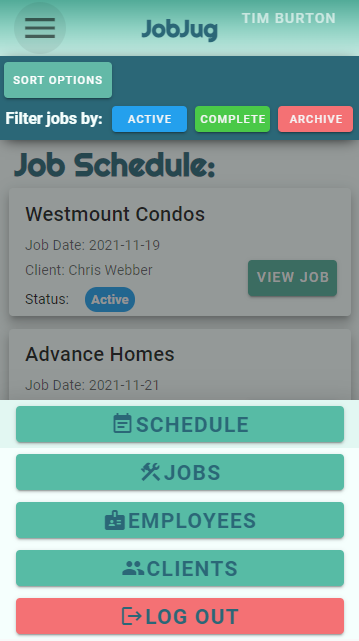 JobJug
TIM BURTON
SORT OPTIONS
Filter jobs by: ACTIVE COMPLETE ARCHIVE
Job Schedule:
Westmount Condos
Job Date: 2021-11-19
Client: Chris Webber
VIEW JOB
Status: Active
Advance Homes
Job Date: 2021-11-21
SCHEDULE
JOBS
EMPLOYEES
CLIENTS
LOG OUT